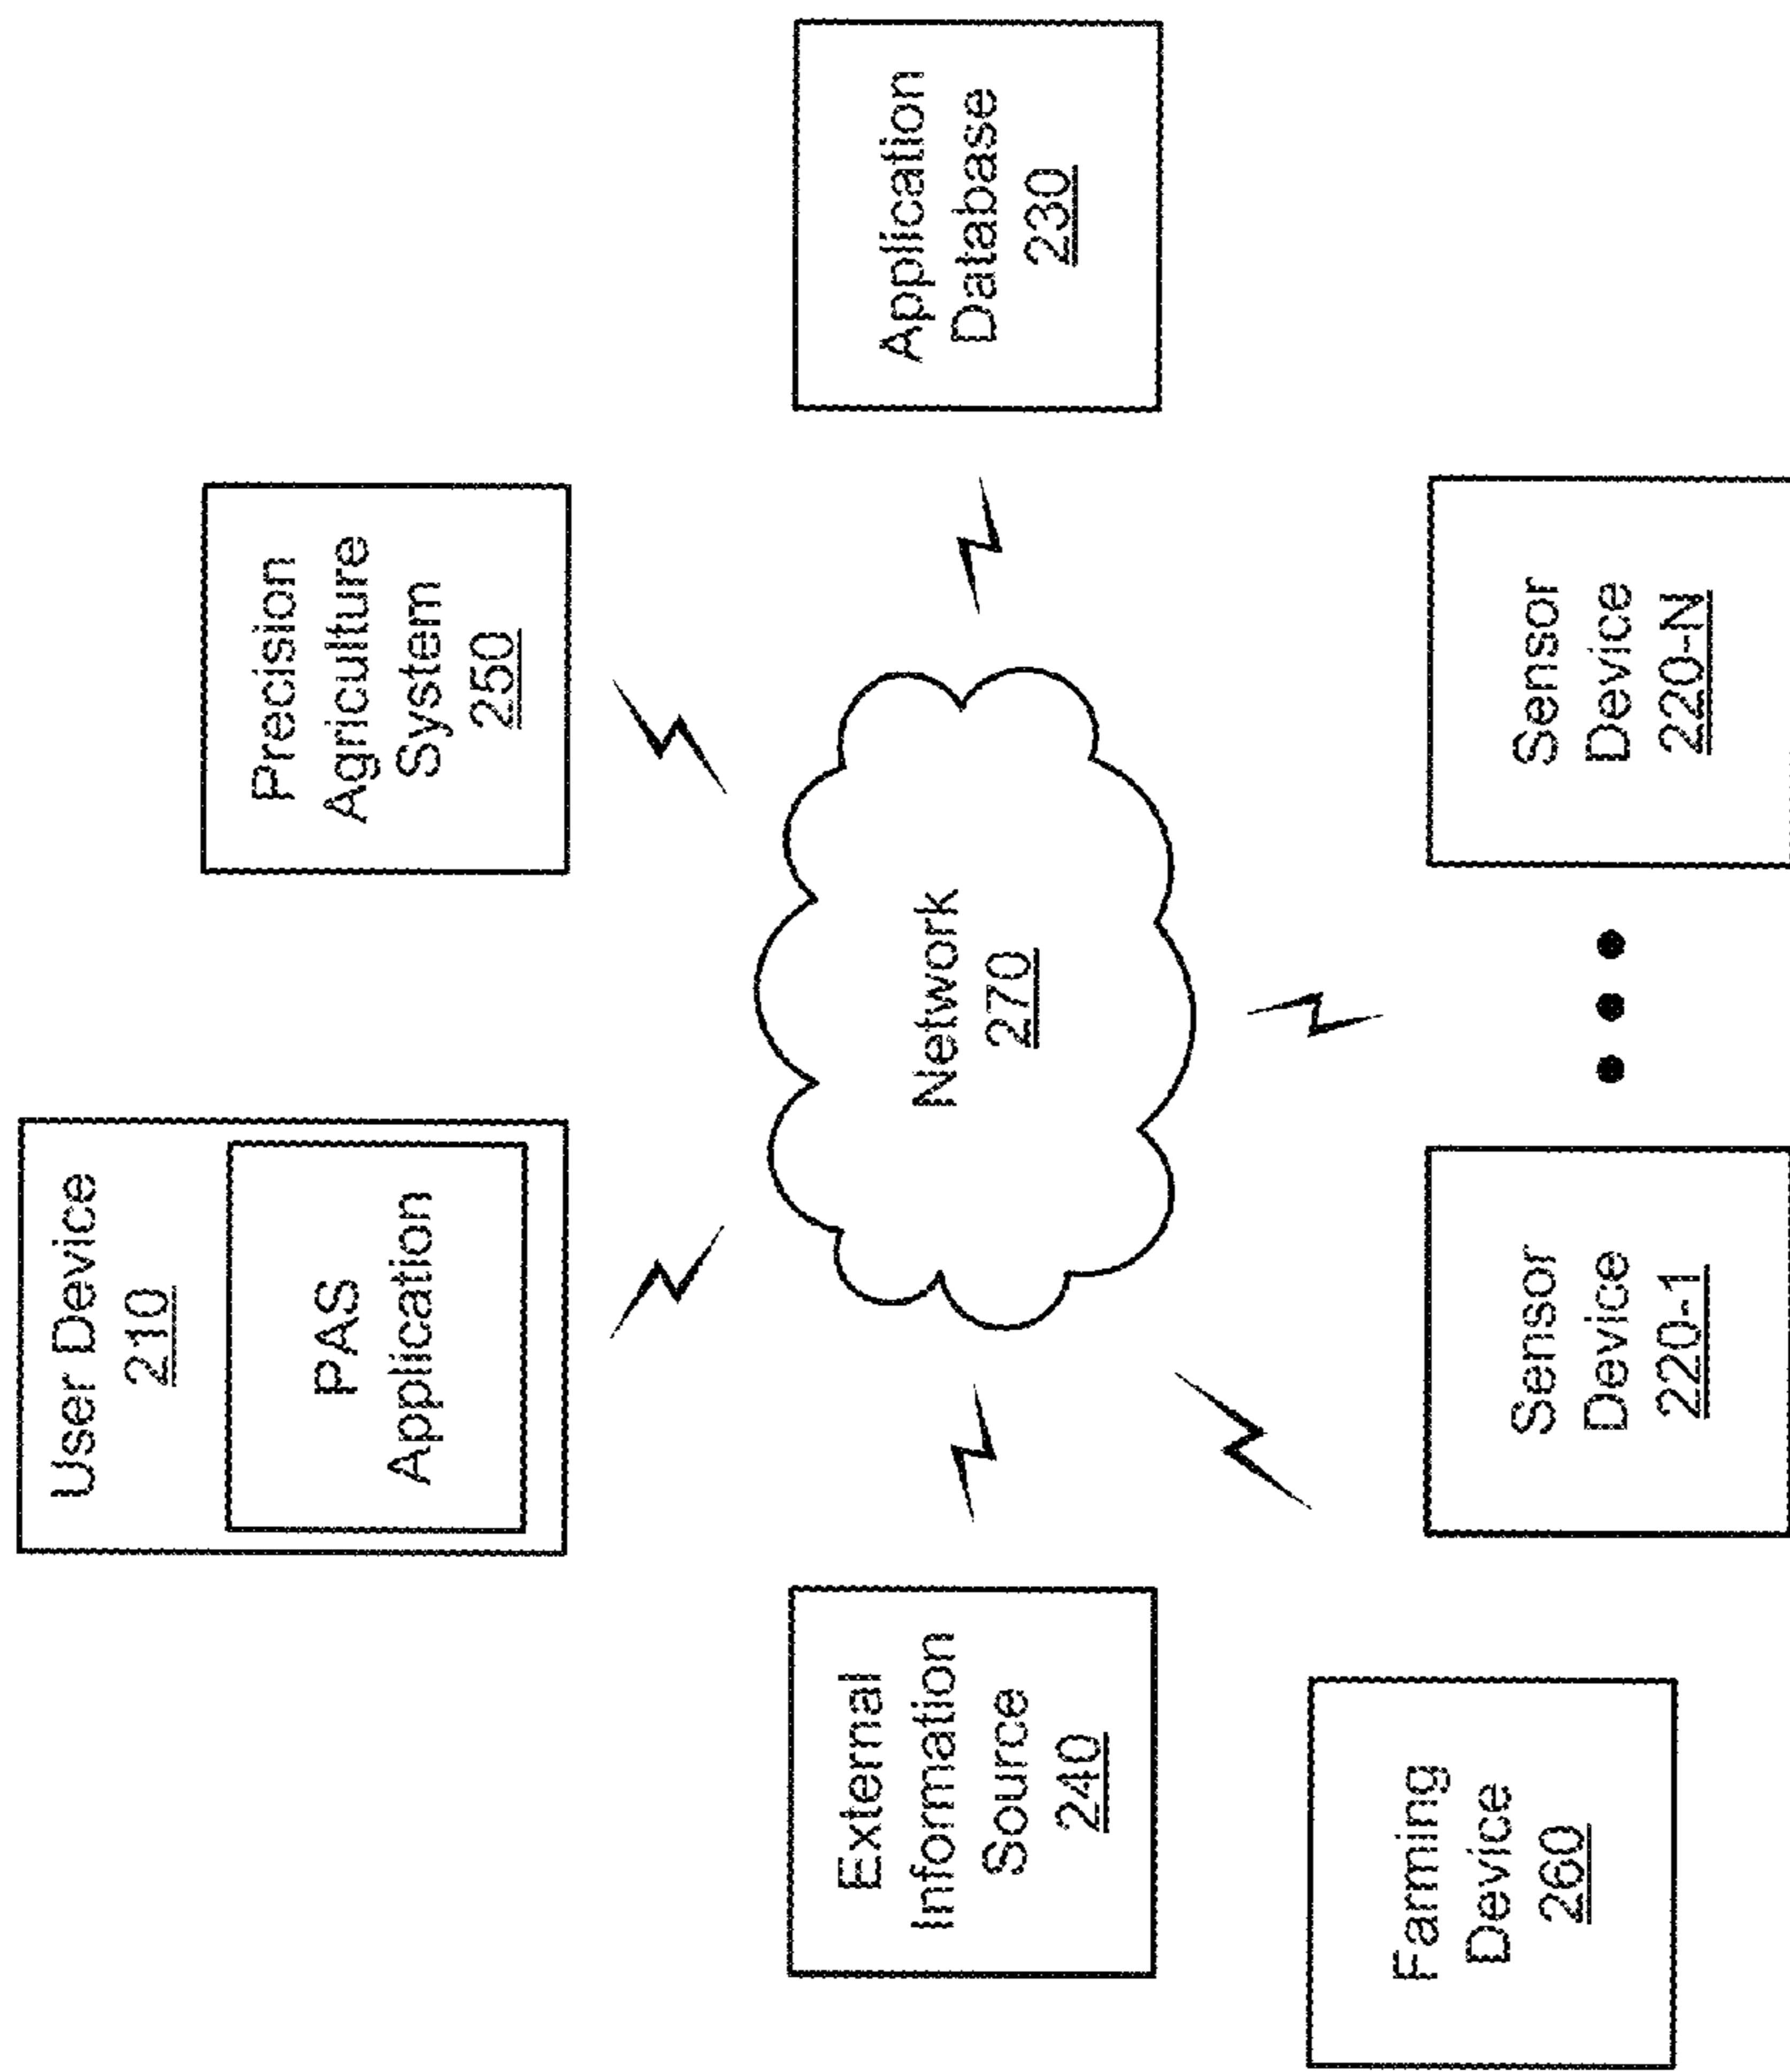 User Device
210
PAS
Application
Precision
Agriculture
System
250
External
Information
Source
240
Network
270
Application
Database
230
Farming
Device
260
Sensor
Device
220-1
Sensor
Device
220-N